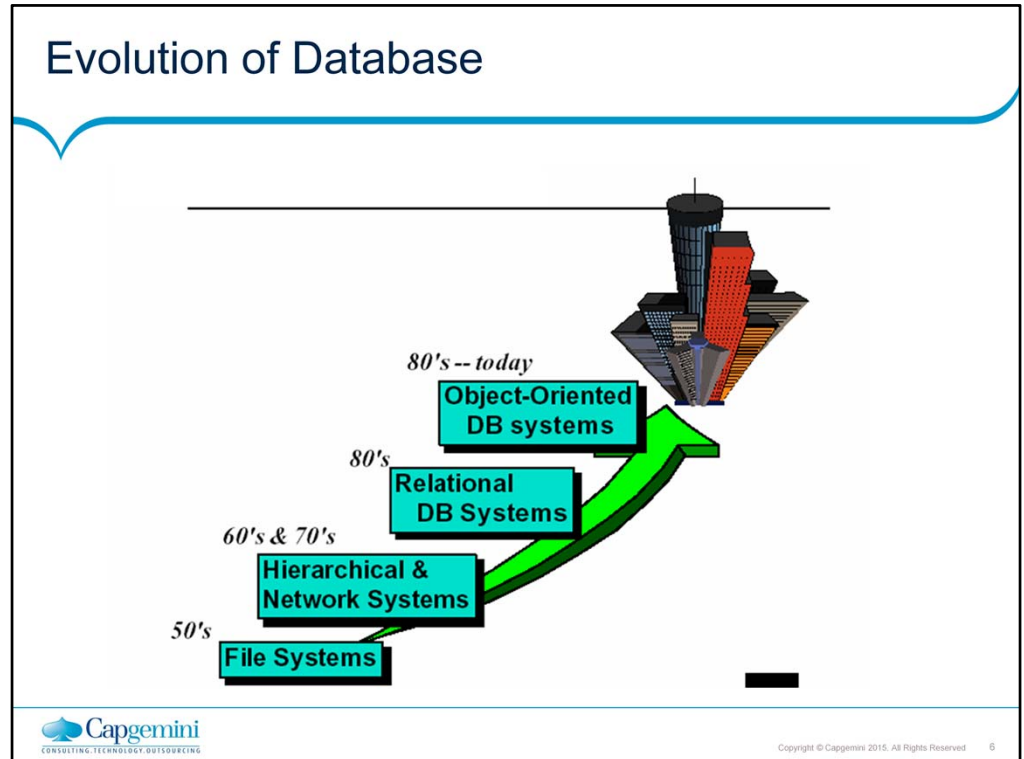 Evolution of Database
80's -- today
Object-Oriented
DB systems
80's
Relational
DB Systems
60's & 70's
Hierarchical &
Network Systems
50's
File Systems
Capgemini
CONSULTING.TECHNOLOGY.OUTSOURCING
Copyright © Capgemini 2015. All Rights Reserved 6